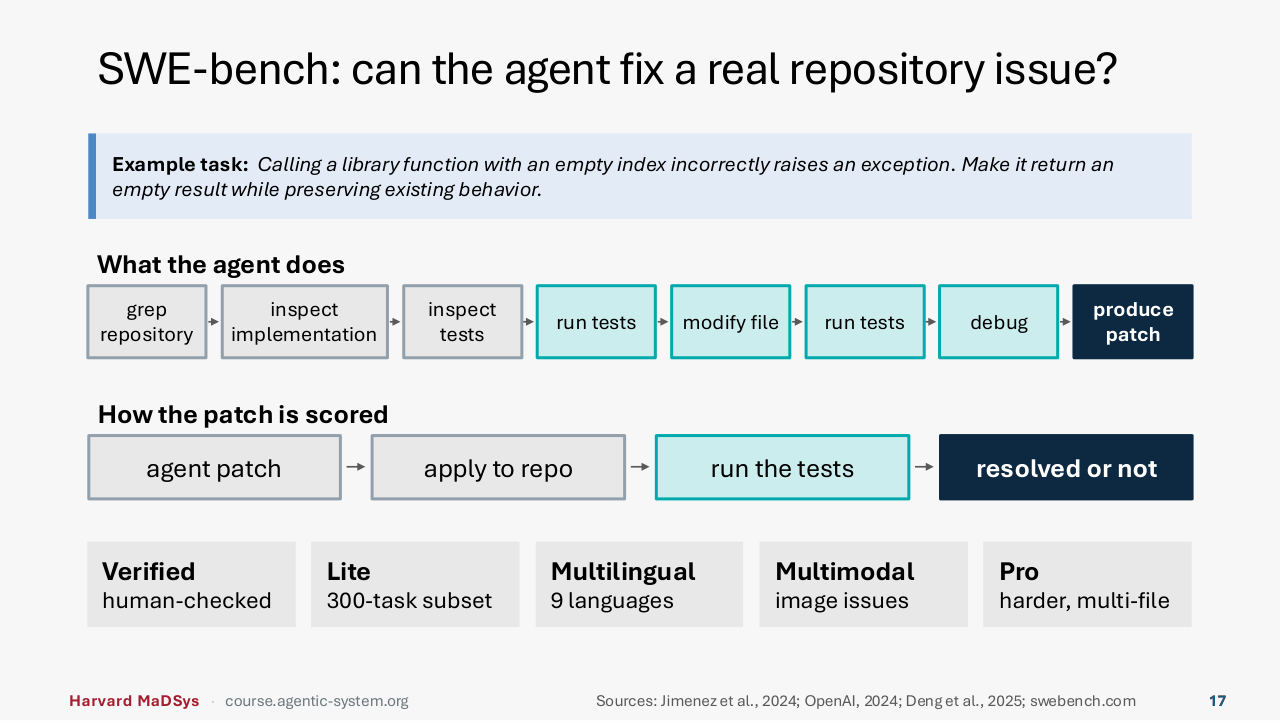 SWE-bench: can the agent fix a real repository issue?
Example task: Calling a library function with an empty index incorrectly raises an exception. Make it return an
empty result while preserving existing behavior.
What the agent does
grep
repository
inspect
implementation
inspect
tests
run tests
modify file
run tests
debug
produce
patch
How the patch is scored
agent patch
apply to repo
run the tests
resolved or not
Verified
human-checked
Lite
300-task subset
Multilingual
9 languages
Multimodal
image issues
Pro
harder, multi-file
Harvard MaDSys · course.agentic-system.org
Sources: Jimenez et al., 2024; OpenAI, 2024; Deng et al., 2025; swebench.com
17